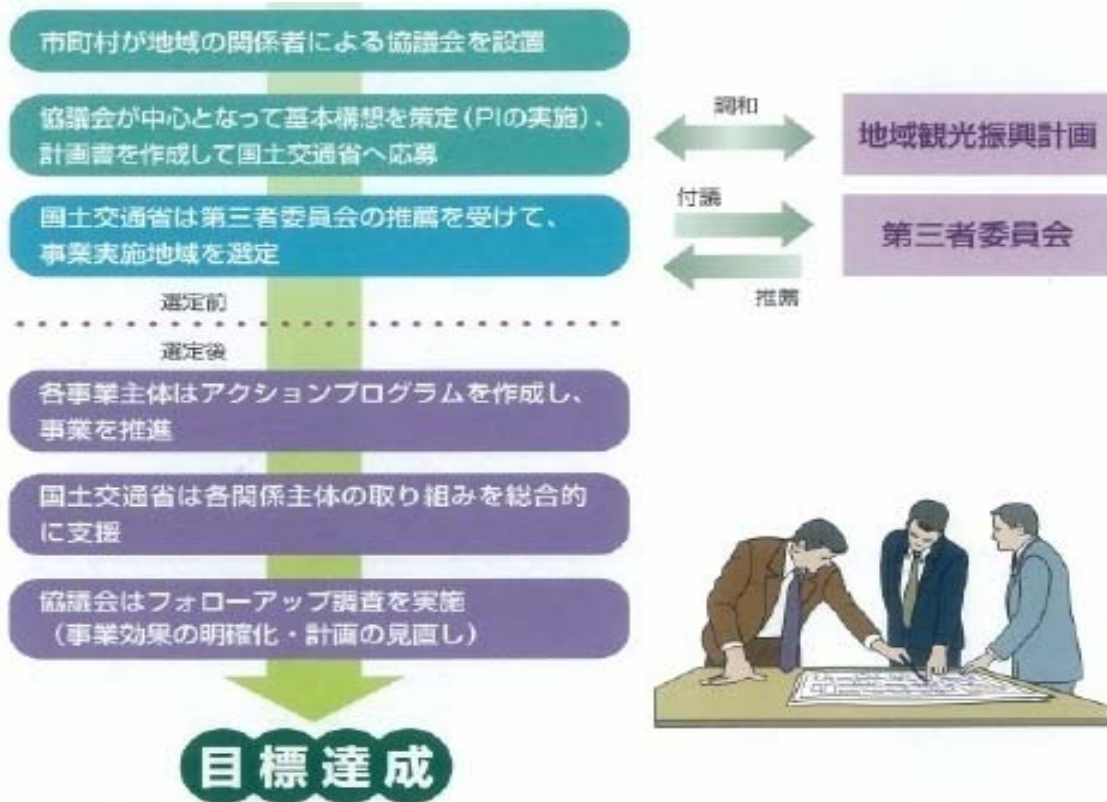 市町村が地域の関係者による協議会を設置
協議会が中心となって基本構想を策定(PIの実施)、
計画書を作成して国土交通省へ応募
調和
地域観光振興計画
国土交通省は第三者委員会の推薦を受けて、
事業実施地域を選定
付議
推薦
第三者委員会
選定前
選定後
各事業主体はアクションプログラムを作成し、
事業を推進
国土交通省は各関係主体の取り組みを総合的
に支援
協議会はフォローアップ調査を実施
(事業効果の明確化・計画の見直し)
目標達成